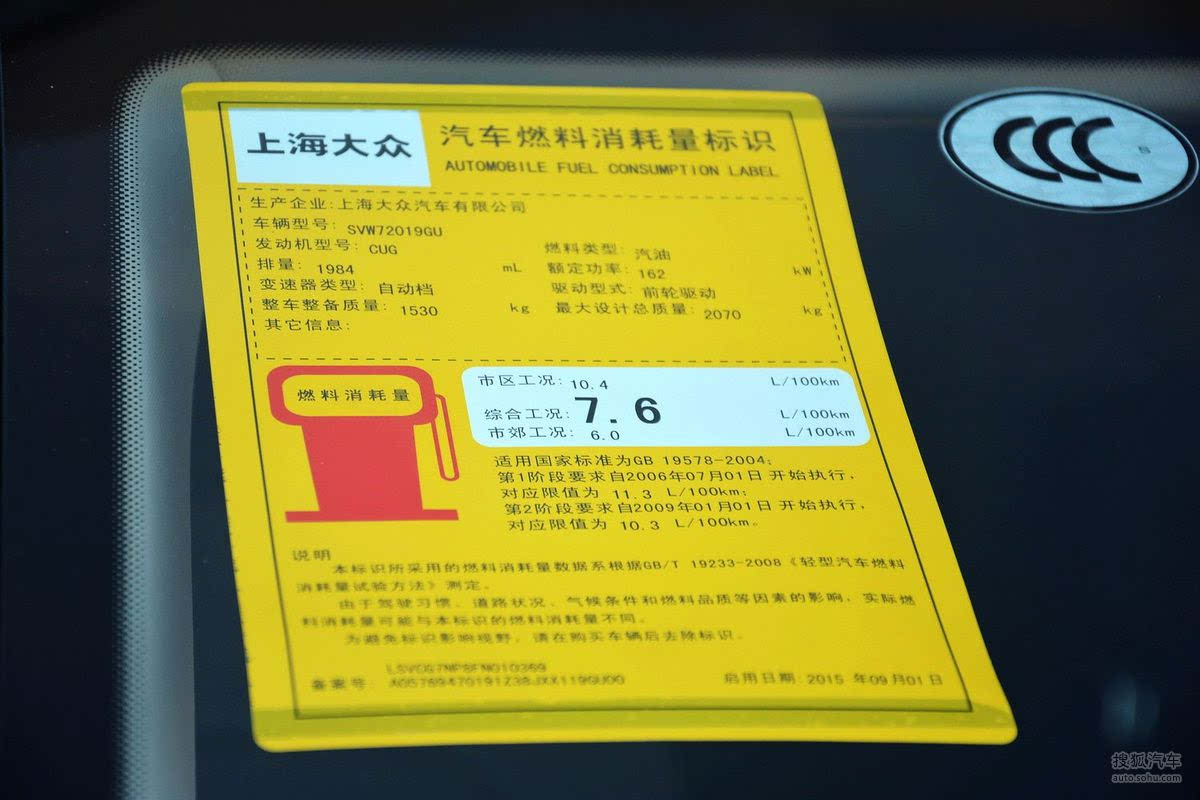 上海大众
汽车燃料消耗量标识
AUTOMOBILE FUEL CONSUMPTION LABEL
生产企业:上海大众汽车有限公司
车辆型号: SVW72019GU
发动机型号: CUG 燃料类型: 汽油
排量: 1984 mL 额定功率: 162 kW
变速器类型: 自动档 驱动型式: 前轮驱动
整车整备质量: 1530 kg 最大设计总质量: 2070 kg
其它信息:
燃料消耗量
市区工况: 10.4 L/100km
综合工况: 7.6 L/100km
市郊工况: 6.0 L/100km
适用国家标准为GB 19578-2004;
第1阶段要求自2006年07月01日 开始执行,
对应限值为 11.3 L/100km;
第2阶段要求自2009年01月01日 开始执行,
对应限值为 10.3 L/100km。
说明
本标识所采用的燃料消耗量数据系根据GB/T 19233-2008《轻型汽车燃料
消耗量试验方法》测定。
由于驾驶习惯、道路状况、气候条件和燃料品质等因素的影响,实际燃
料消耗量可能与本标识的燃料消耗量不同。
为避免标识影响视野,请在购买车辆后去除标识。
备案号:
启用日期:2015 年09月01日
CCC
S
搜狐汽车
auto.sohu.com